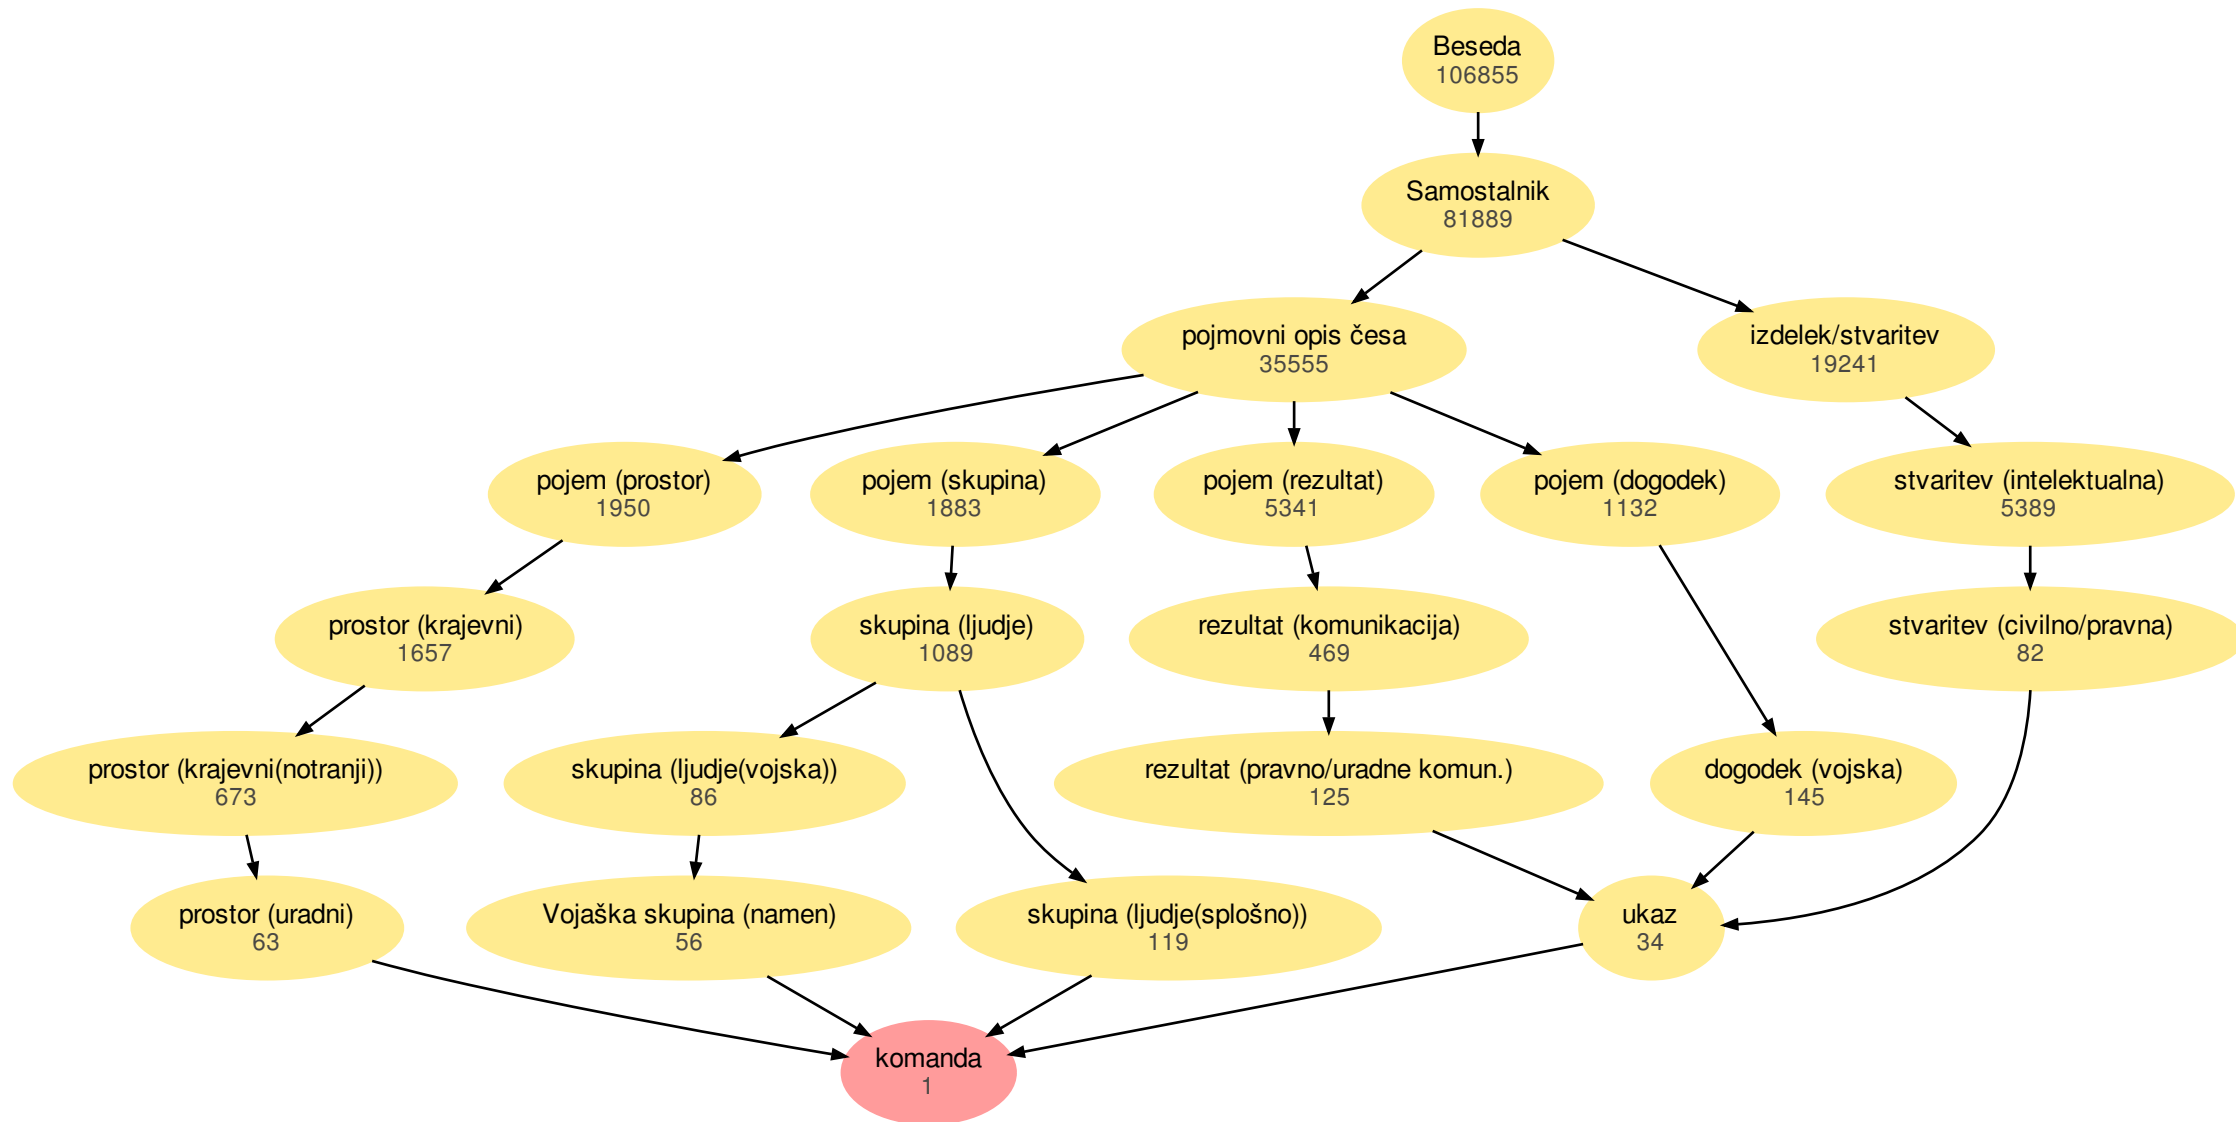 Beseda
106855
Samostalnik
81889
pojmovni opis česa
35555
izdelek/stvaritev
19241
pojem (prostor)
1950
pojem (skupina)
1883
pojem (rezultat)
5341
pojem (dogodek)
1132
stvaritev (intelektualna)
5389
prostor (krajevni)
1657
skupina (ljudje)
1089
rezultat (komunikacija)
469
stvaritev (civilno/pravna)
82
prostor (krajevni(notranji))
673
skupina (ljudje(vojska))
86
rezultat (pravno/uradne komun.)
125
dogodek (vojska)
145
prostor (uradni)
63
Vojaška skupina (namen)
56
skupina (ljudje(splošno))
119
ukaz
34
komanda
1